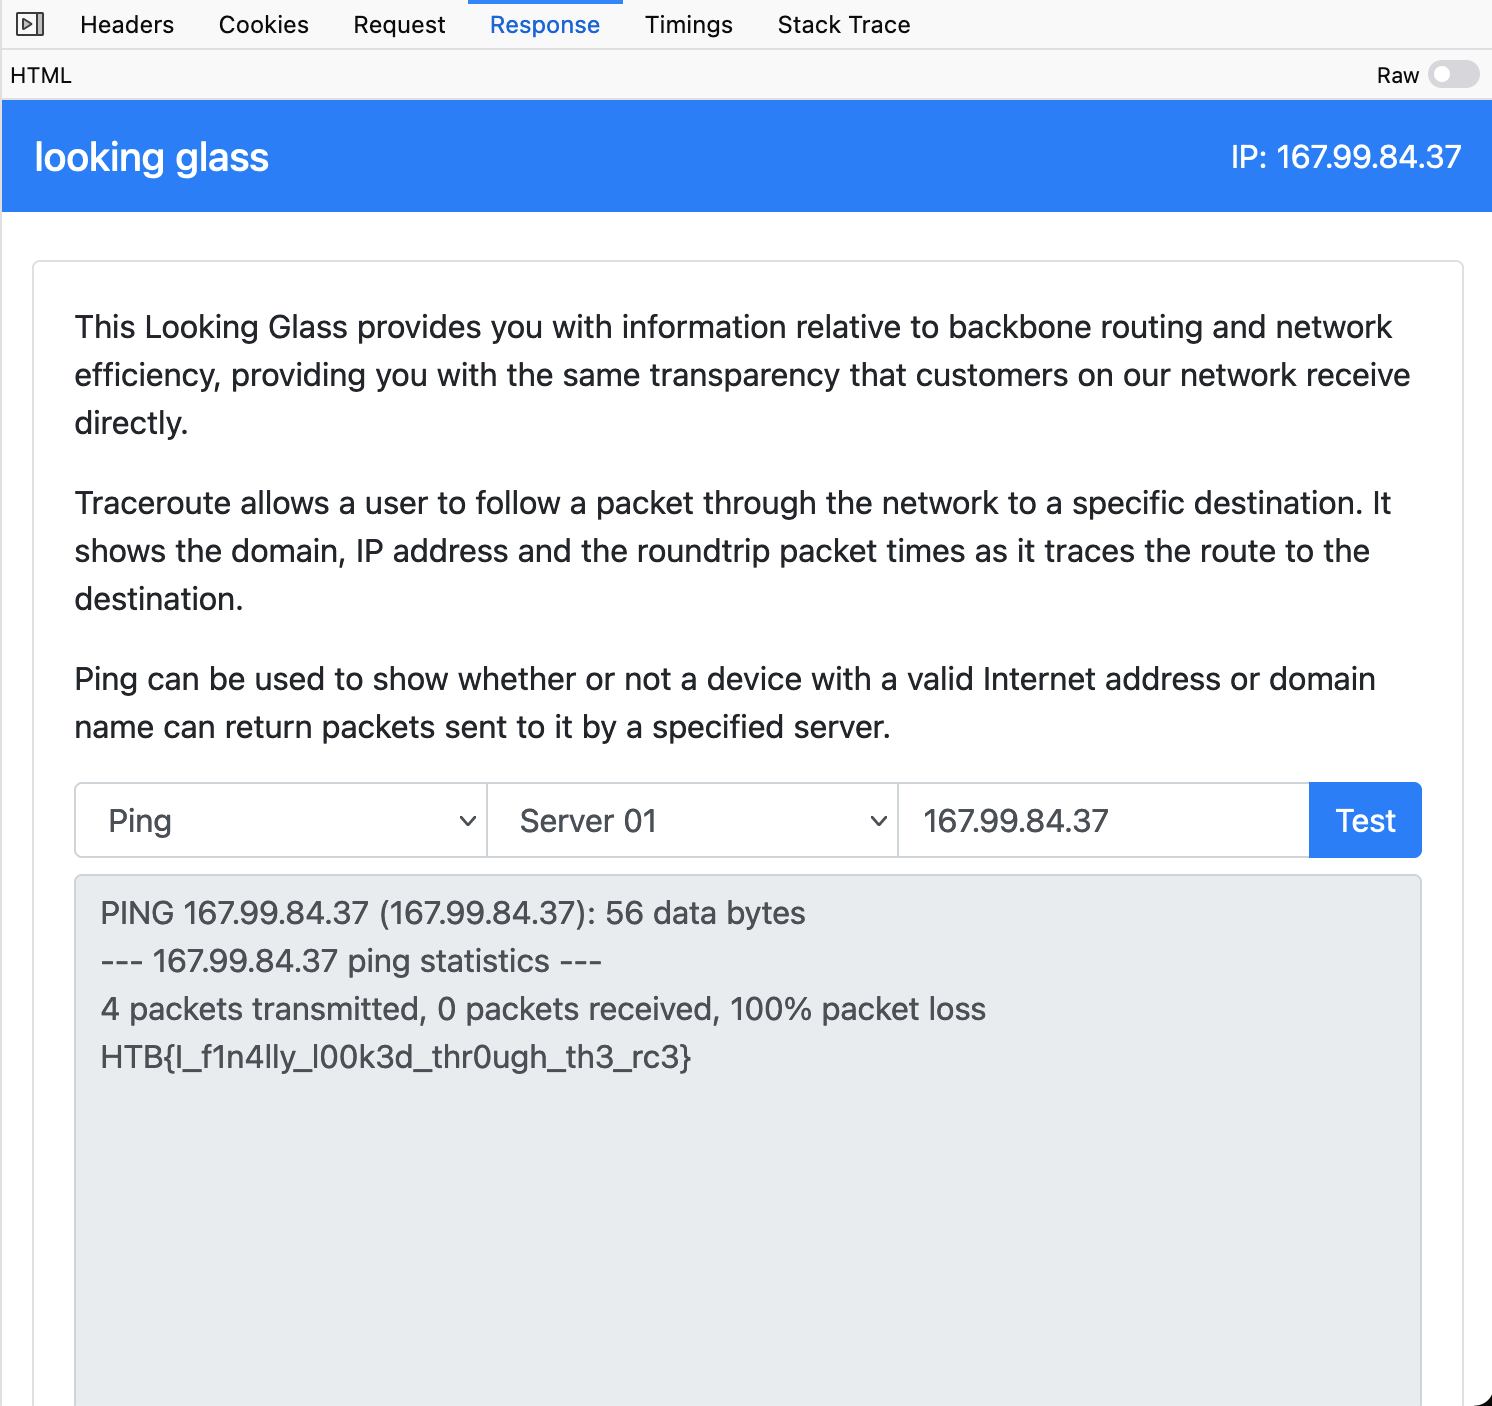 Headers Cookies Request Response Timings Stack Trace
HTML Raw
looking glass IP: 167.99.84.37
This Looking Glass provides you with information relative to backbone routing and network
efficiency, providing you with the same transparency that customers on our network receive
directly.
Traceroute allows a user to follow a packet through the network to a specific destination. It
shows the domain, IP address and the roundtrip packet times as it traces the route to the
destination.
Ping can be used to show whether or not a device with a valid Internet address or domain
name can return packets sent to it by a specified server.
Ping Server 01 167.99.84.37 Test
PING 167.99.84.37 (167.99.84.37): 56 data bytes
--- 167.99.84.37 ping statistics ---
4 packets transmitted, 0 packets received, 100% packet loss
HTB{I_f1n4lly_l00k3d_thr0ugh_th3_rc3}